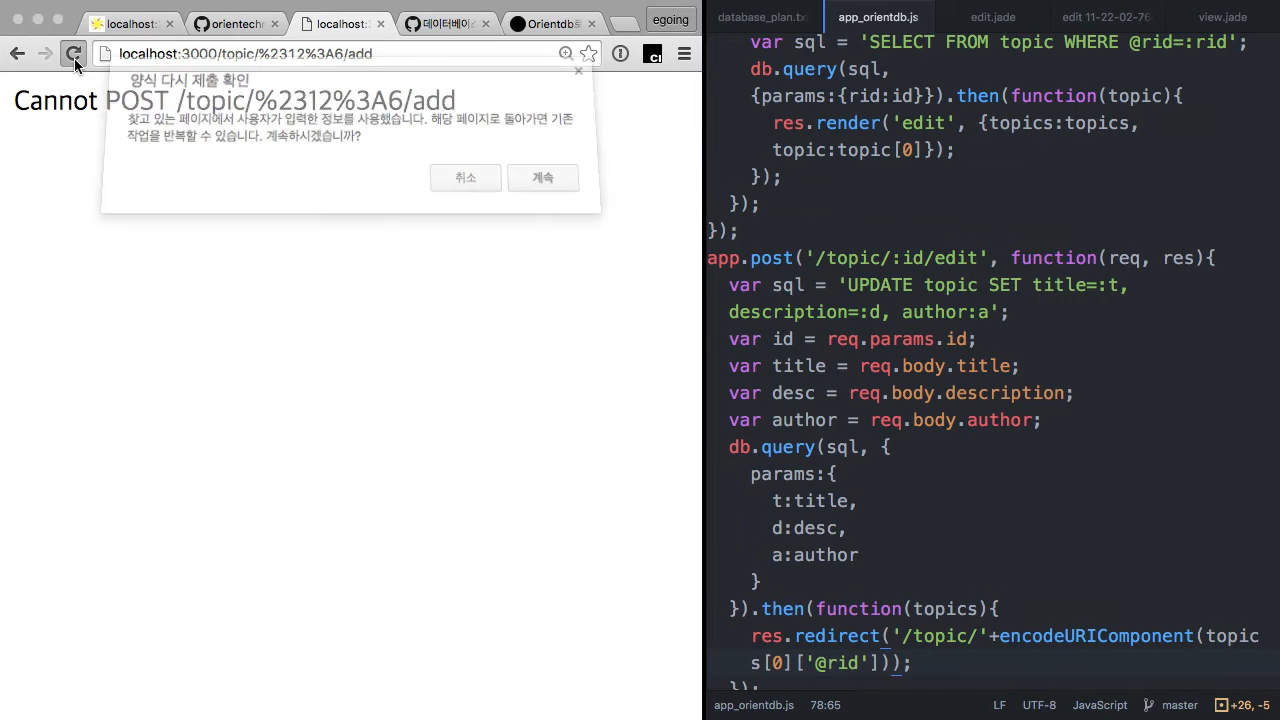 localhost:
orientechn
localhost:
데이터베이스
Orientdb
egoing
localhost:3000/topic/%2312%3A6/add
Cannot POST /topic/%2312%3A6/add
양식 다시 제출 확인
찾고 있는 페이지에서 사용자가 입력한 정보를 사용했습니다. 해당 페이지로 돌아가면 기존
작업을 반복할 수 있습니다. 계속하시겠습니까?
취소
계속
database_plan.txt
app_orientdb.js
edit.jade
edit 11-22-02-76
view.jade
var sql = 'SELECT FROM topic WHERE @rid=:rid';
db.query(sql,
{params:{rid:id}}).then(function(topic){
res.render('edit', {topics:topics,
topic:topic[0]});
});
});
});
app.post('/topic/:id/edit', function(req, res){
var sql = 'UPDATE topic SET title=:t,
description=:d, author:a';
var id = req.params.id;
var title = req.body.title;
var desc = req.body.description;
var author = req.body.author;
db.query(sql, {
params:{
t:title,
d:desc,
a:author
}
}).then(function(topics){
res.redirect('/topic/'+encodeURIComponent(topic
s[0]['@rid']));
});
app_orientdb.js
78:65
LF
UTF-8
JavaScript
master
+26, -5